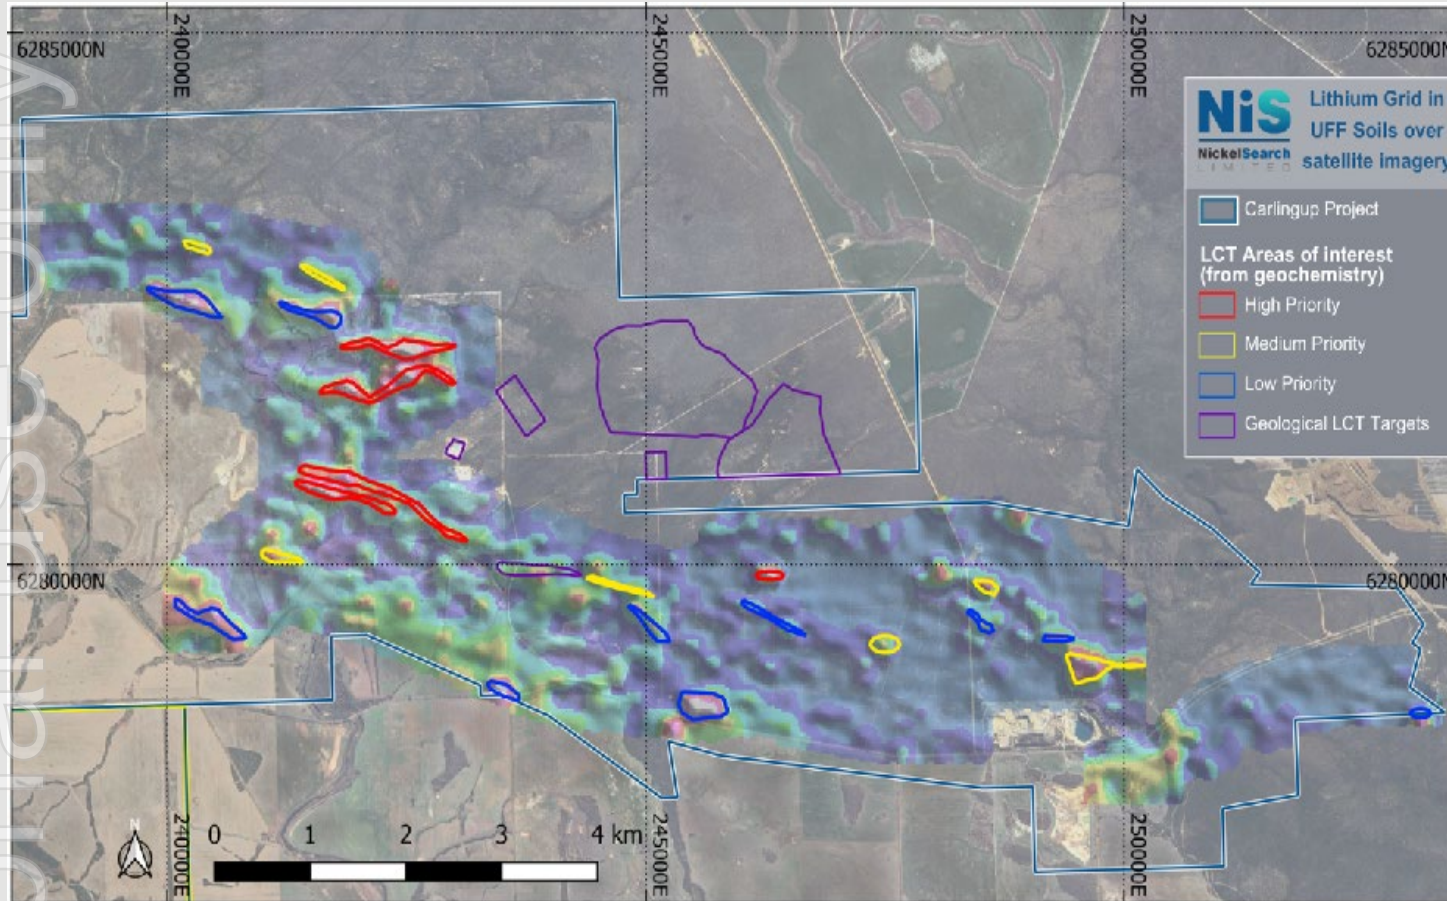 6285000N
240000E
245000E
250000E
6285000N
NiS
NickelSearch
LIMITED
Lithium Grid in
UFF Soils over
satellite imagery
Carlingup Project
LCT Areas of interest
(from geochemistry)
High Priority
Medium Priority
Low Priority
Geological LCT Targets
6280000N
6280000N
N
0 1 2 3 4 km
240000E
245000E
250000E